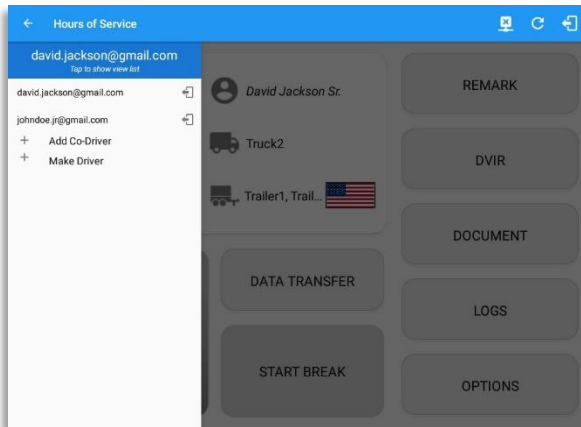 Hours of Service
david.jackson@gmail.com
Tap to show view list
david.jackson@gmail.com
johndoe.jr@gmail.com
+ Add Co-Driver
+ Make Driver
David Jackson Sr.
Truck2
Trailer1, Trail...
DATA TRANSFER
START BREAK
REMARK
DVIR
DOCUMENT
LOGS
OPTIONS